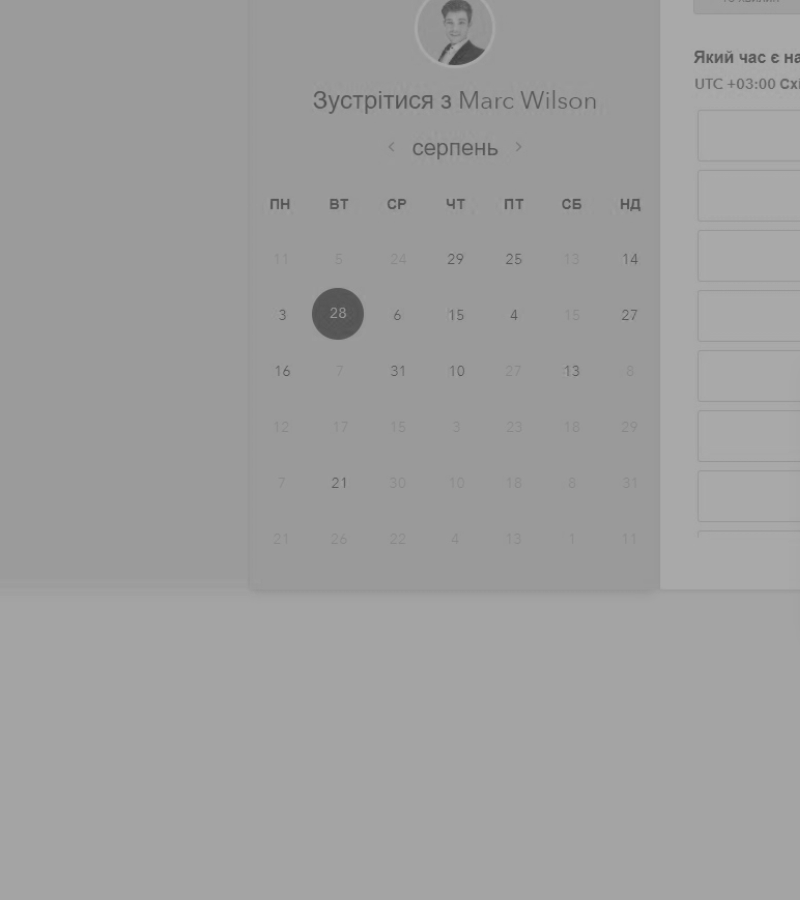 Зустрітися з Marc Wilson
Який час є на
UTC +03:00 Схі
серпень
ПН ВТ СР ЧТ ПТ СБ НД
11 5 24 29 25 13 14
3 28 6 15 4 15 27
16 7 31 10 27 13 8
12 17 15 3 23 18 29
7 21 30 10 18 8 31
21 26 22 4 13 1 11